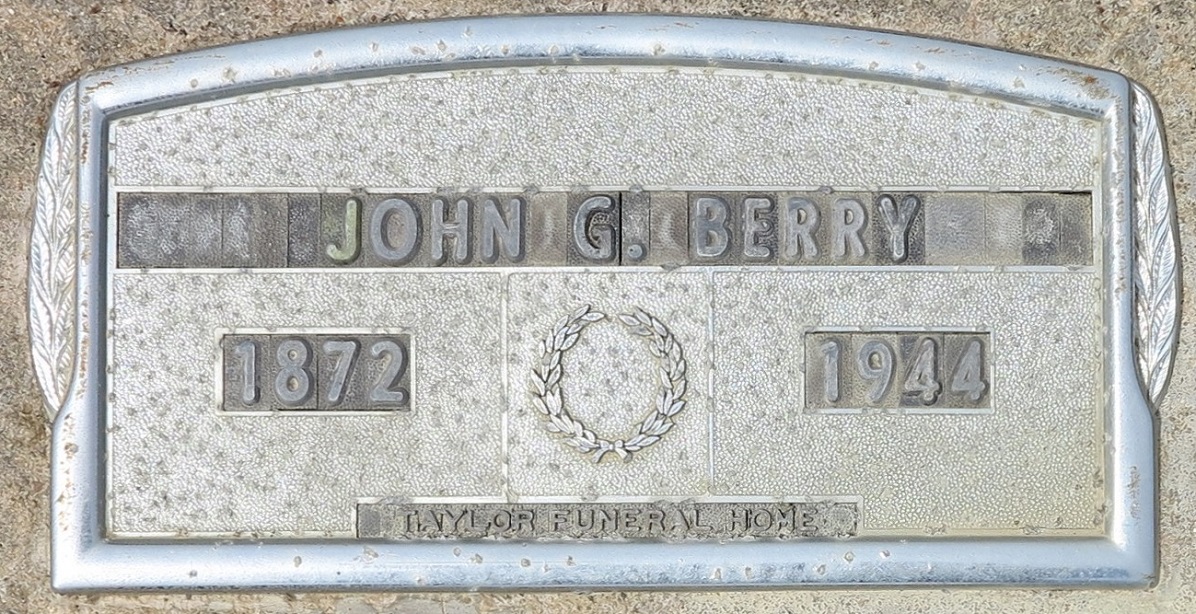 JOHN G. BERRY
1872 1944
TAYLOR FUNERAL HOME